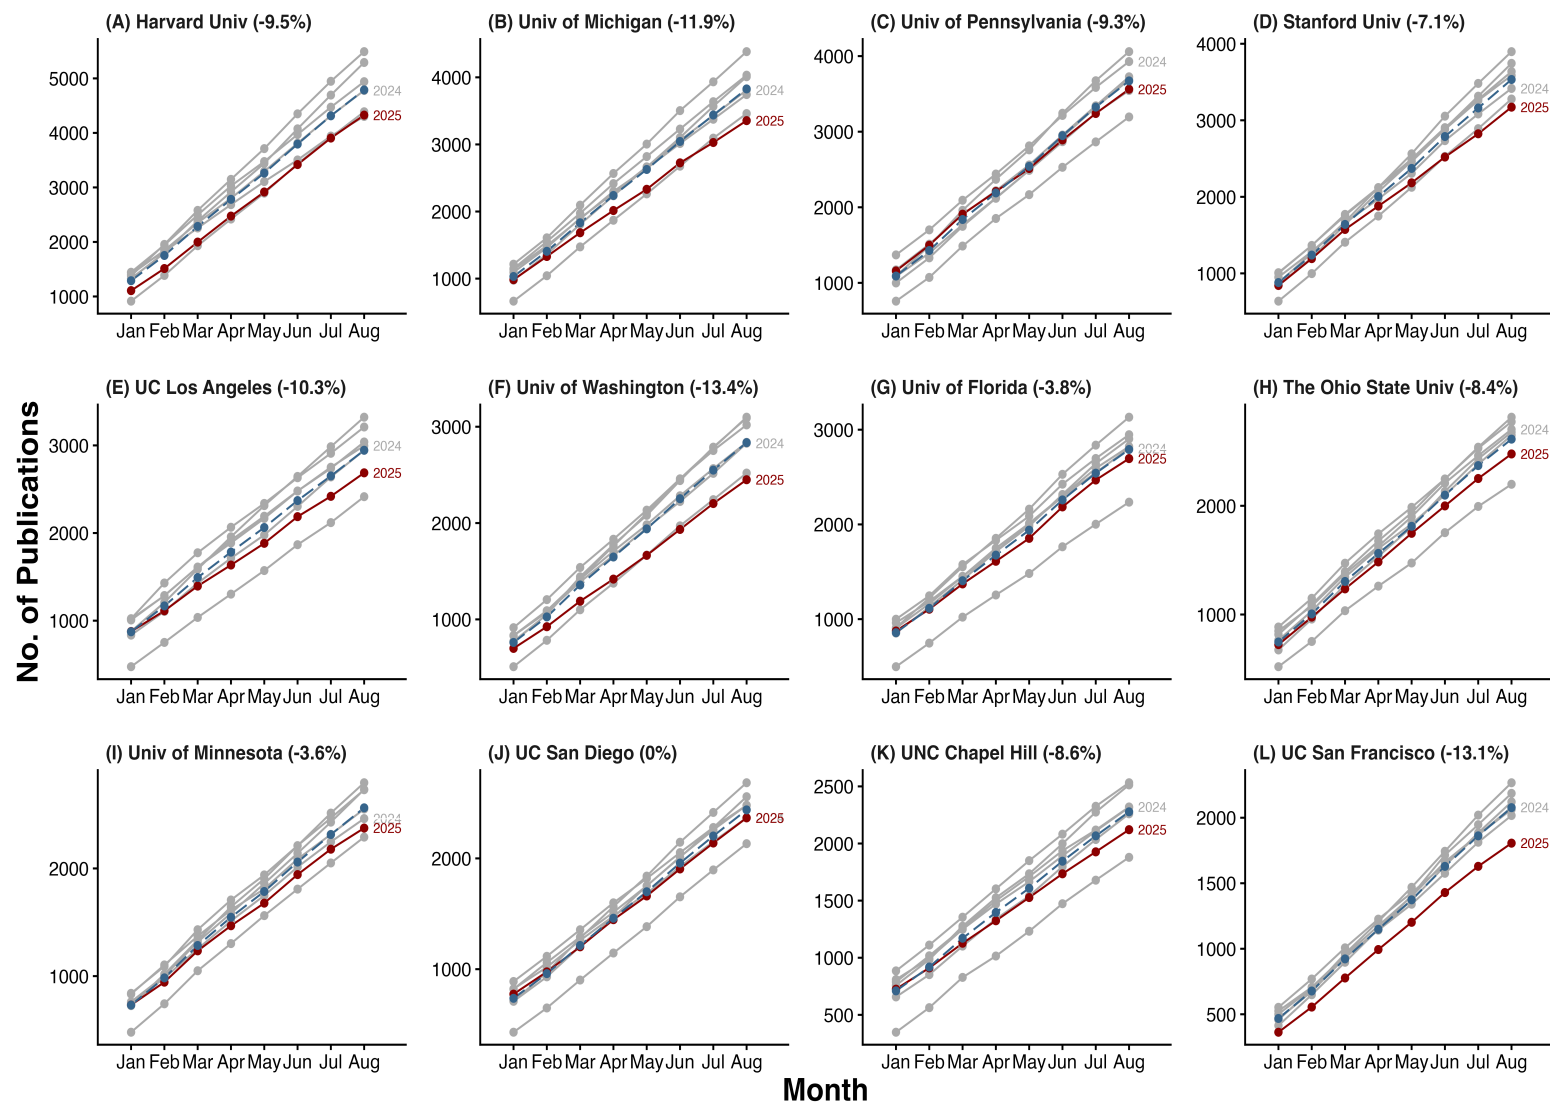 (A) Harvard Univ (-9.5%)
5000
4000
3000
2000
1000
2024
2025
Jan Feb Mar Apr May Jun Jul Aug
(B) Univ of Michigan (-11.9%)
4000
3000
2000
1000
2024
2025
Jan Feb Mar Apr May Jun Jul Aug
(C) Univ of Pennsylvania (-9.3%)
4000
3000
2000
1000
2024
2025
Jan Feb Mar Apr May Jun Jul Aug
(D) Stanford Univ (-7.1%)
4000
3000
2000
1000
2024
2025
Jan Feb Mar Apr May Jun Jul Aug
No. of Publications
(E) UC Los Angeles (-10.3%)
3000
2000
1000
2024
2025
Jan Feb Mar Apr May Jun Jul Aug
(F) Univ of Washington (-13.4%)
3000
2000
1000
2024
2025
Jan Feb Mar Apr May Jun Jul Aug
(G) Univ of Florida (-3.8%)
3000
2000
1000
2024
2025
Jan Feb Mar Apr May Jun Jul Aug
(H) The Ohio State Univ (-8.4%)
2000
1000
2024
2025
Jan Feb Mar Apr May Jun Jul Aug
(I) Univ of Minnesota (-3.6%)
2000
1000
2024
2025
Jan Feb Mar Apr May Jun Jul Aug
(J) UC San Diego (0%)
2000
1000
2025
Jan Feb Mar Apr May Jun Jul Aug
(K) UNC Chapel Hill (-8.6%)
2500
2000
1500
1000
500
2024
2025
Jan Feb Mar Apr May Jun Jul Aug
(L) UC San Francisco (-13.1%)
2000
1500
1000
500
2024
2025
Jan Feb Mar Apr May Jun Jul Aug
Month